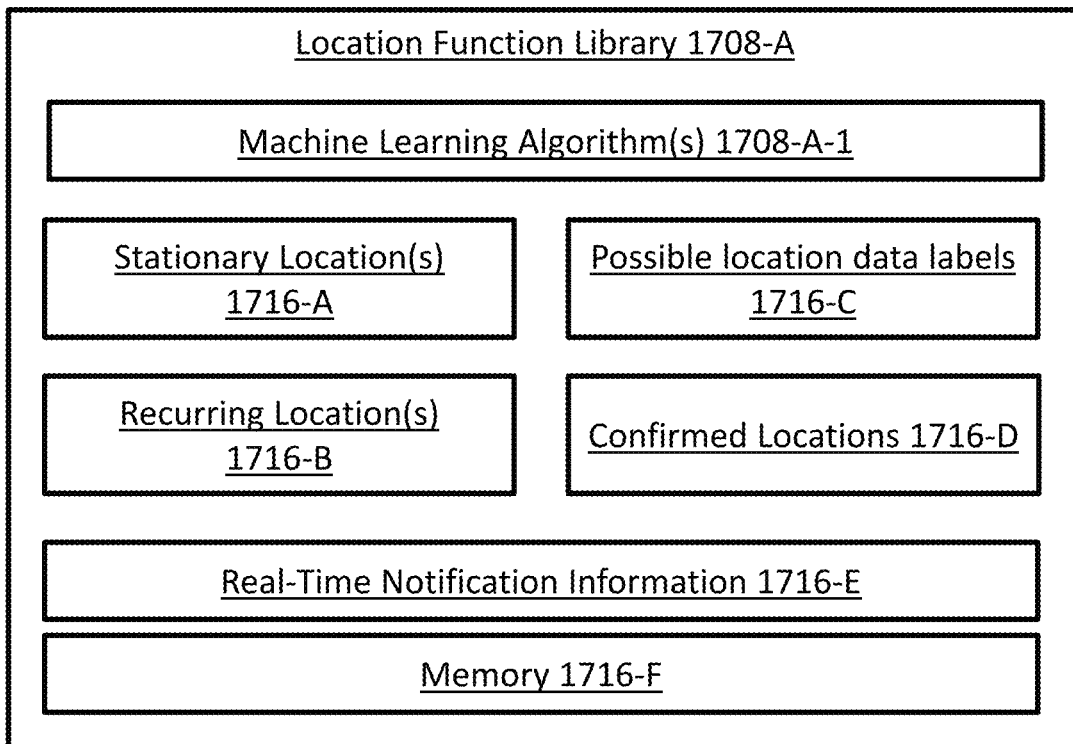 Location Function Library 1708-A
Machine Learning Algorithm(s) 1708-A-1
Stationary Location(s)
1716-A
Possible location data labels
1716-C
Recurring Location(s)
1716-B
Confirmed Locations 1716-D
Real-Time Notification Information 1716-E
Memory 1716-F